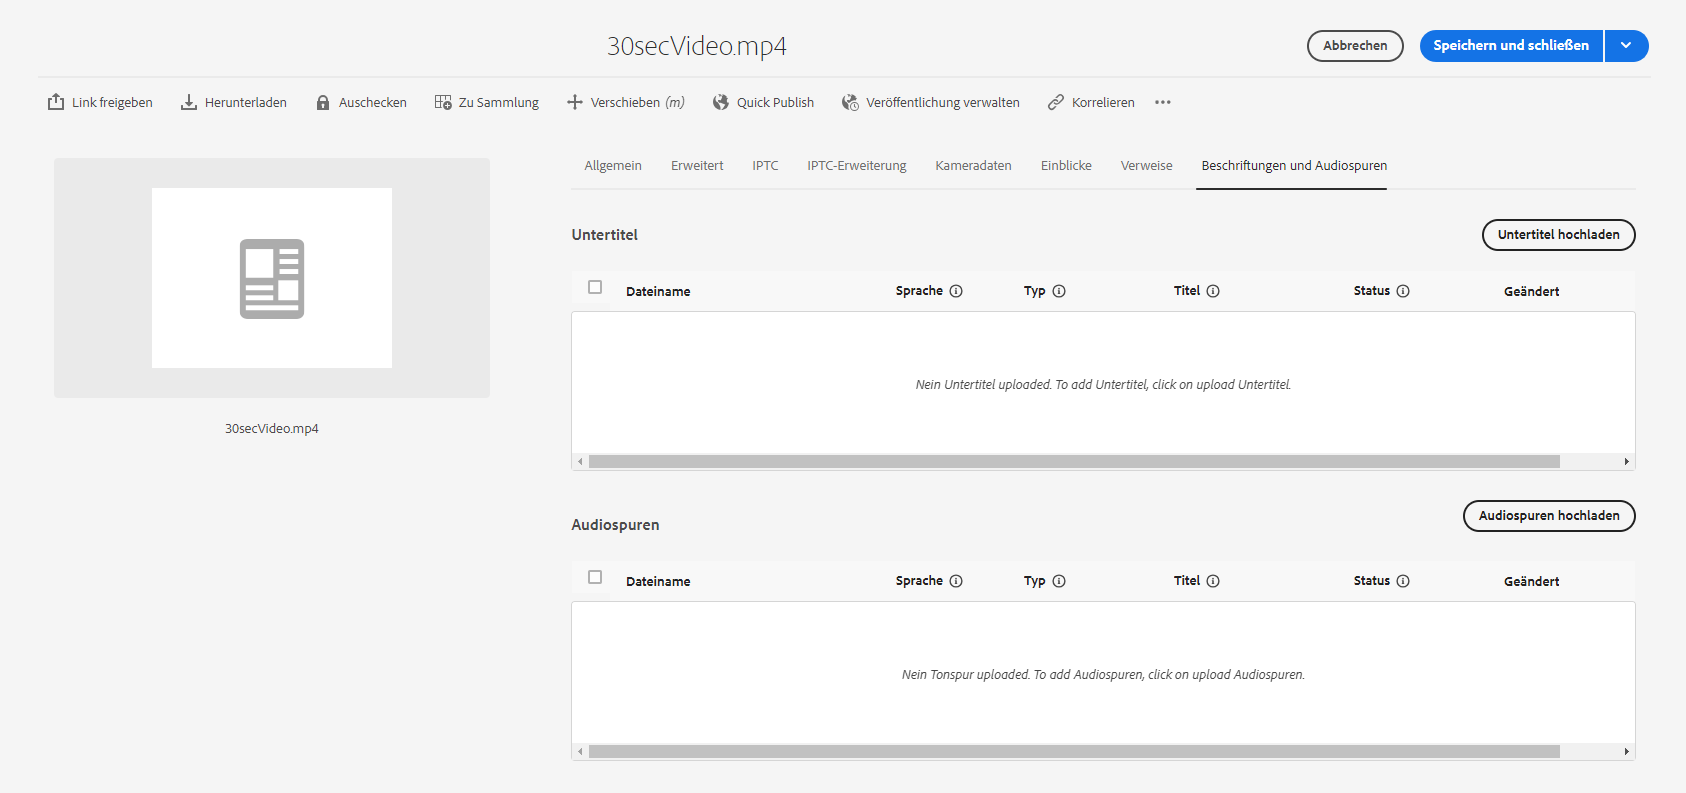 30secVideo.mp4
Abbrechen
Speichern und schließen
Link freigeben Herunterladen Auschecken Zu Sammlung Verschieben (m) Quick Publish Veröffentlichung verwalten Korrelieren
Allgemein Erweitert IPTC IPTC-Erweiterung Kameradaten Einblicke Verweise Beschriftungen und Audiospuren
30secVideo.mp4
Untertitel
Untertitel hochladen
Dateiname Sprache Typ Titel Status Geändert
Nein Untertitel uploaded. To add Untertitel, click on upload Untertitel.
Audiospuren
Audiospuren hochladen
Dateiname Sprache Typ Titel Status Geändert
Nein Tonspur uploaded. To add Audiospuren, click on upload Audiospuren.